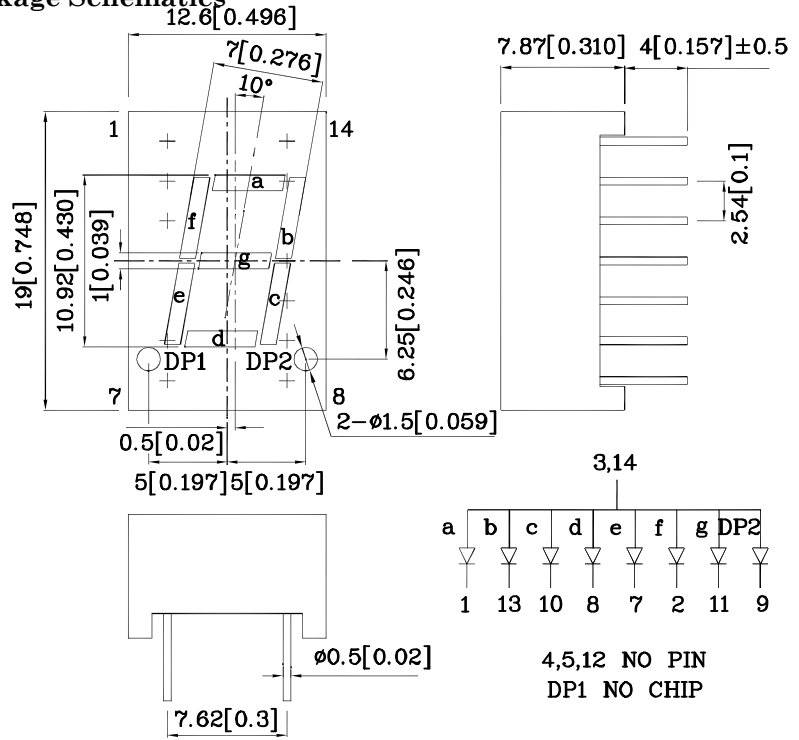 kage Schematics
12.6[0.496]
7[0.276]
10°
1
14
a
f
b
g
e
c
d
DP1
DP2
7
8
19[0.748]
10.92[0.430]
1[0.039]
6.25[0.246]
2-ø1.5[0.059]
0.5[0.02]
5[0.197]
5[0.197]
7.87[0.310]
4[0.157]±0.5
2.54[0.1]
ø0.5[0.02]
7.62[0.3]
3,14
a b c d e f g DP2
1 13 10 8 7 2 11 9
4,5,12 NO PIN
DP1 NO CHIP